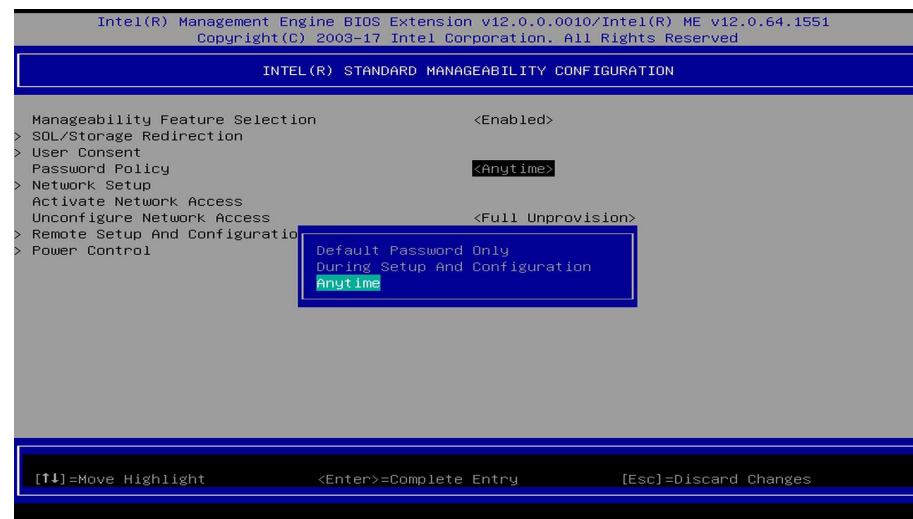 Intel(R) Management Engine BIOS Extension v12.0.0.0010/Intel(R) ME v12.0.64.1551
Copyright(C) 2003-17 Intel Corporation. All Rights Reserved
INTEL(R) STANDARD MANAGEABILITY CONFIGURATION
Manageability Feature Selection <Enabled>
> SOL/Storage Redirection
> User Consent
Password Policy <Anytime>
> Network Setup
Activate Network Access
Unconfigure Network Access <Full Unprovision>
> Remote Setup And Configuratio
> Power Control
Default Password Only
During Setup And Configuration
Anytime
[↑↓]=Move Highlight <Enter>=Complete Entry [Esc]=Discard Changes